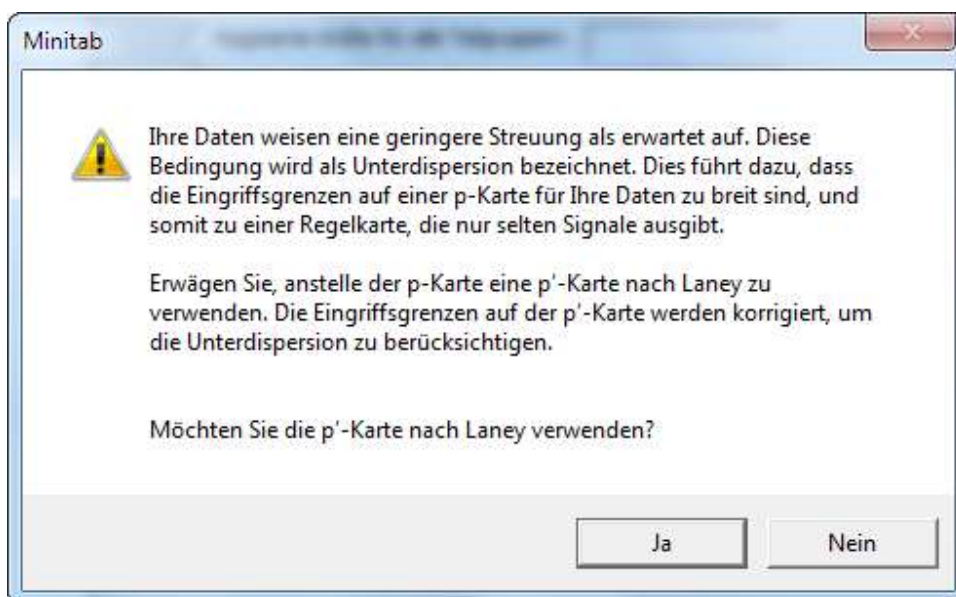 Minitab
Ihre Daten weisen eine geringere Streuung als erwartet auf. Diese
Bedingung wird als Unterdispersion bezeichnet. Dies führt dazu, dass
die Eingriffsgrenzen auf einer p-Karte für Ihre Daten zu breit sind, und
somit zu einer Regelkarte, die nur selten Signale ausgibt.
Erwägen Sie, anstelle der p-Karte eine p'-Karte nach Laney zu
verwenden. Die Eingriffsgrenzen auf der p'-Karte werden korrigiert, um
die Unterdispersion zu berücksichtigen.
Möchten Sie die p'-Karte nach Laney verwenden?
Ja
Nein